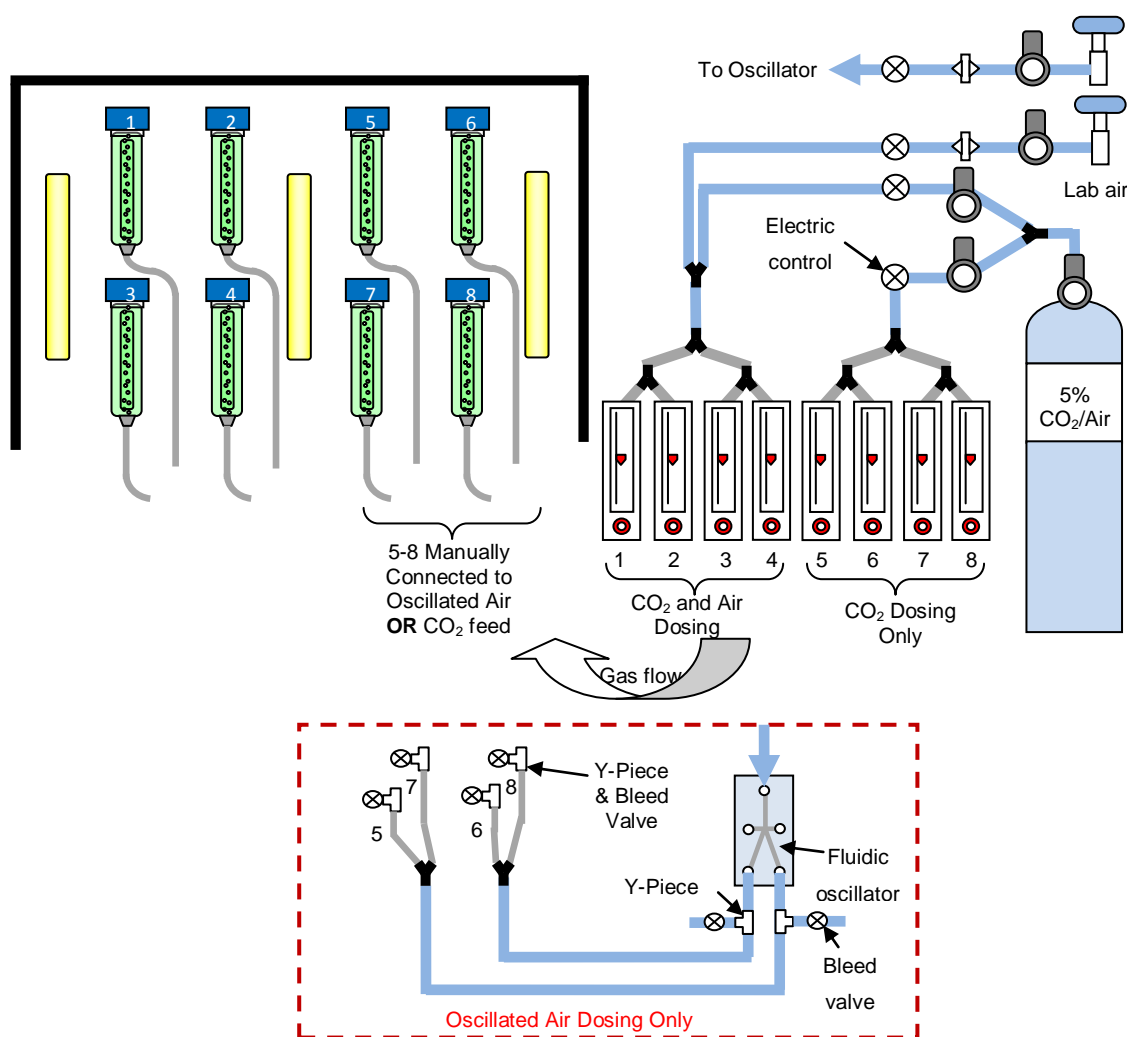 To Oscillator
1
2
5
6
Lab air
Electric
control
3
4
7
8
5%
CO₂/Air
1
2
3
4
5
6
7
8
5-8 Manually
Connected to
Oscillated Air
OR CO₂ feed
CO₂ and Air
Dosing
CO₂ Dosing
Only
Gas flow
7
8
5
6
Y-Piece
& Bleed
Valve
Fluidic
oscillator
Y-Piece
Bleed
valve
Oscillated Air Dosing Only